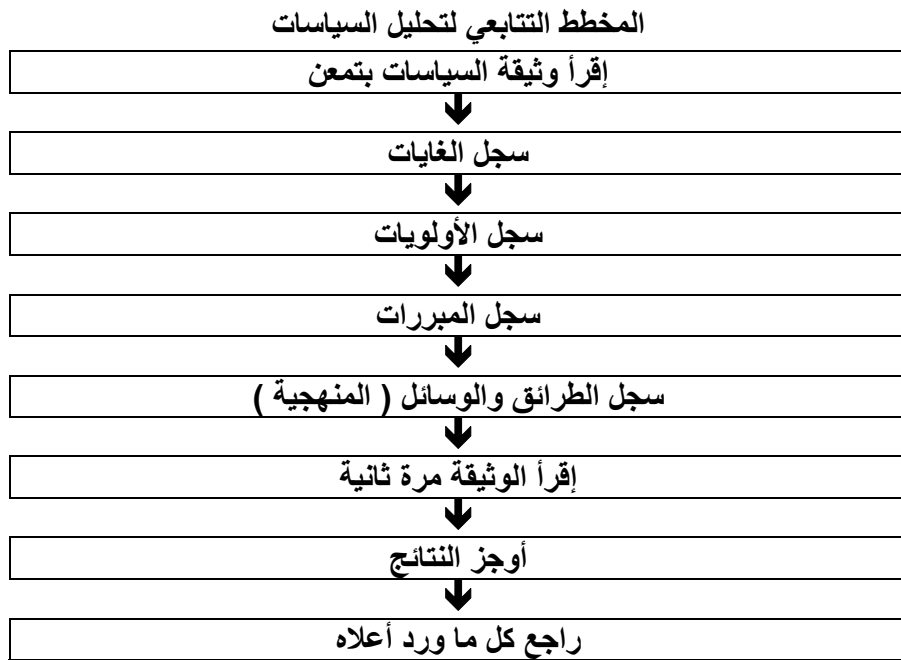 المخطط التتابعي لتحليل السياسات
إقرأ وثيقة السياسات بتمعن
سجل الغايات
سجل الأولويات
سجل المبررات
سجل الطرائق والوسائل ( المنهجية )
إقرأ الوثيقة مرة ثانية
أوجز النتائج
راجع كل ما ورد أعلاه